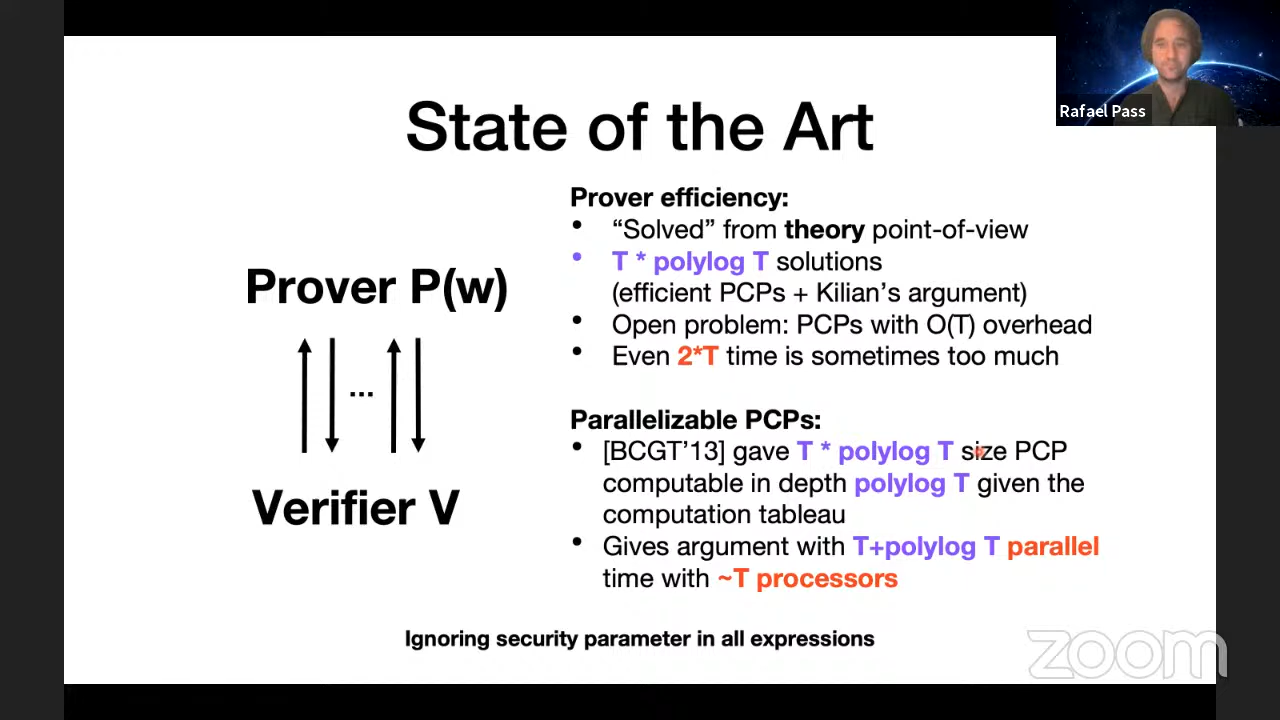 Rafael Pass
State of the Art
Prover P(w)
...
Verifier V
Prover efficiency:
• “Solved” from theory point-of-view
• T * polylog T solutions
(efficient PCPs + Kilian’s argument)
• Open problem: PCPs with O(T) overhead
• Even 2*T time is sometimes too much
Parallelizable PCPs:
• [BCGT’13] gave T * polylog T size PCP
computable in depth polylog T given the
computation tableau
• Gives argument with T+polylog T parallel
time with ~T processors
Ignoring security parameter in all expressions
zoom